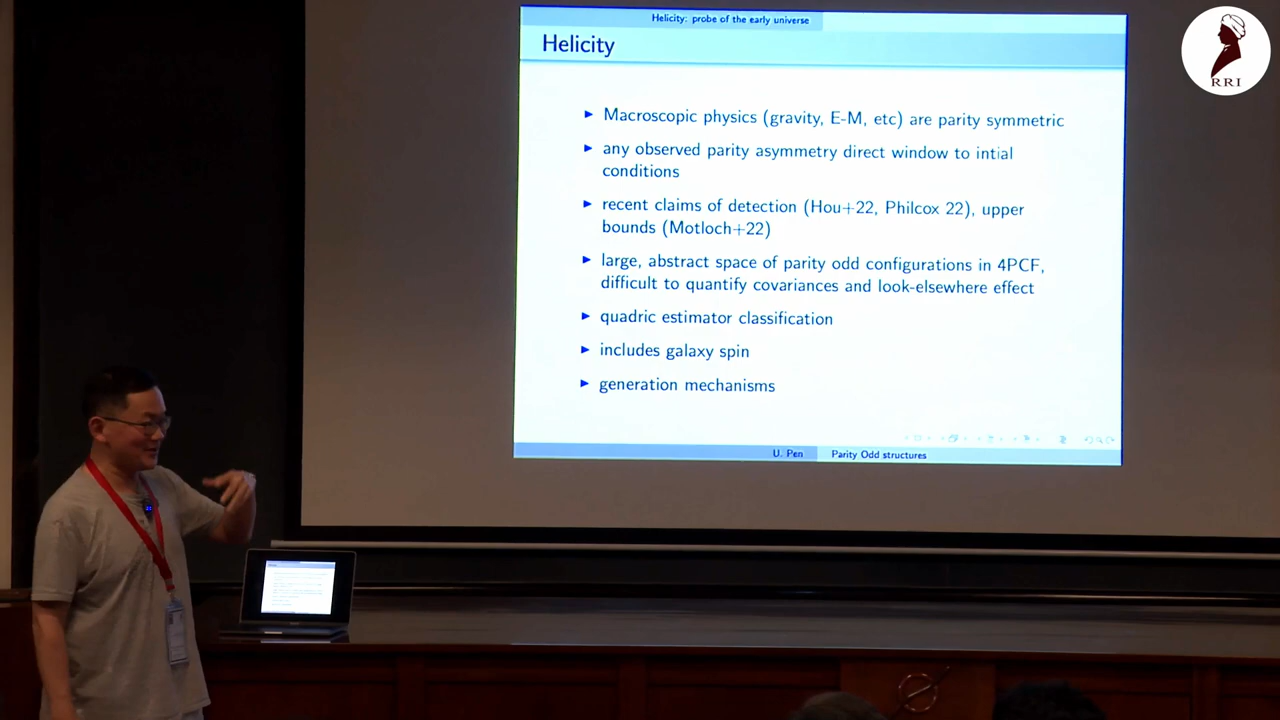 Helicity: probe of the early universe
Helicity
Macroscopic physics (gravity, E-M, etc) are parity symmetric
any observed parity asymmetry direct window to intial
conditions
recent claims of detection (Hou+22, Philcox 22), upper
bounds (Motloch+22)
large, abstract space of parity odd configurations in 4PCF,
difficult to quantify covariances and look-elsewhere effect
quadric estimator classification
includes galaxy spin
generation mechanisms
U. Pen
Parity Odd structures
RRI